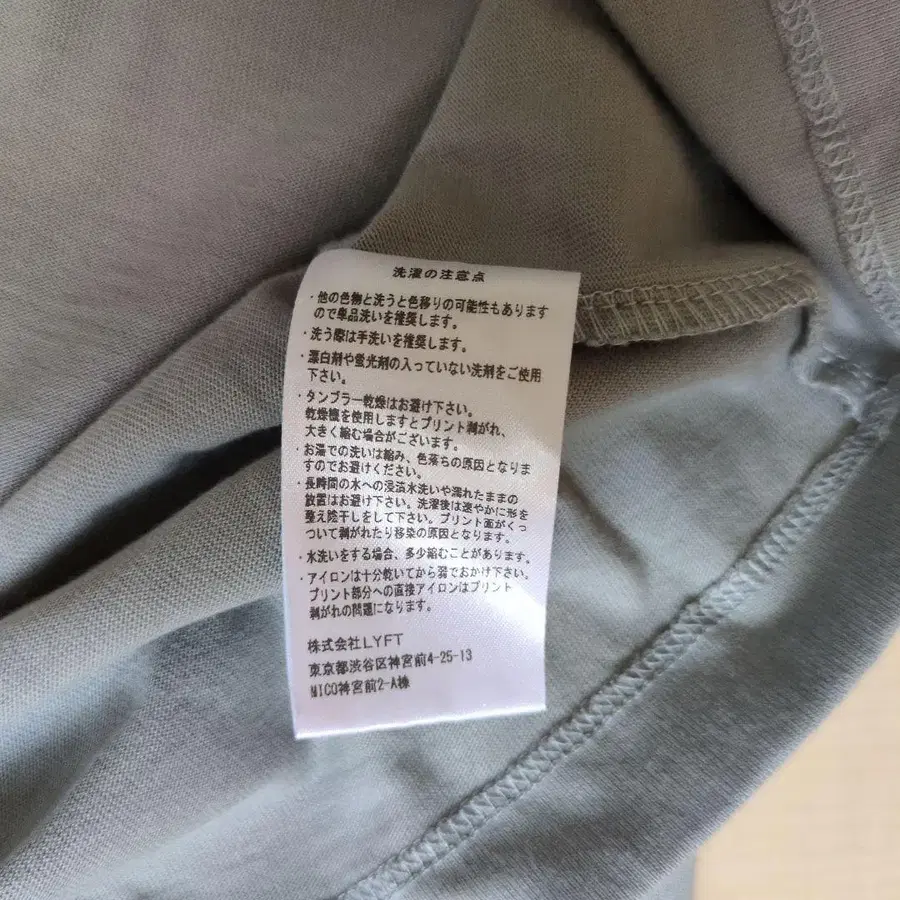 洗濯の注意点
・他の色物と洗うと色移りの可能性もあります
ので単品洗いを推奨します。
・洗う際は手洗いを推奨します。
・漂白剤や蛍光剤の入っていない洗剤をご使用
下さい。
・タンブラー乾燥はお避け下さい。
乾燥機を使用しますとプリント剥がれ、
大きく縮む場合がございます。
・お湯での洗いは縮み、色落ちの原因となりま
すのでお避けください。
・長時間の水への浸漬水洗いや濡れたままの
放置はお避け下さい。洗濯後は速やかに形を
整え陰干しをして下さい。プリント面がくっ
ついて剥がれたり移染の原因となります。
・水洗いをする場合、多少縮むことがあります。
・アイロンは十分乾いてから弱でおかけ下さい。
プリント部分への直接アイロンはプリント
剥がれの問題になります。
株式会社LYFT
東京都渋谷区神宮前4-25-13
MICO神宮前2-A棟